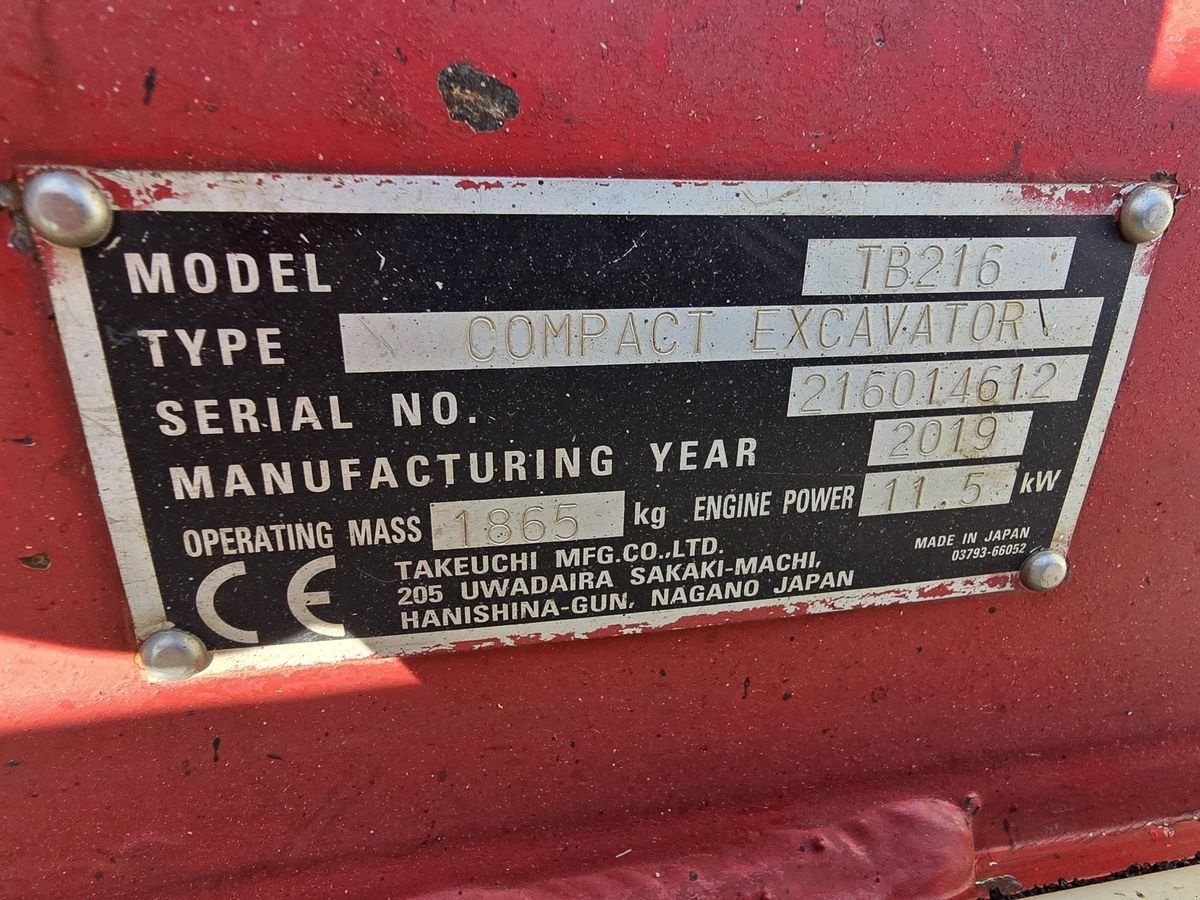 MODEL TB216
TYPE COMPACT EXCAVATOR
SERIAL NO. 216014612
MANUFACTURING YEAR 2019
OPERATING MASS 1865 kg ENGINE POWER 11.5 kW
CE
TAKEUCHI MFG.CO.,LTD.
205 UWADAIRA SAKAKI-MACHI,
HANISHINA-GUN, NAGANO JAPAN
MADE IN JAPAN
03793-66052